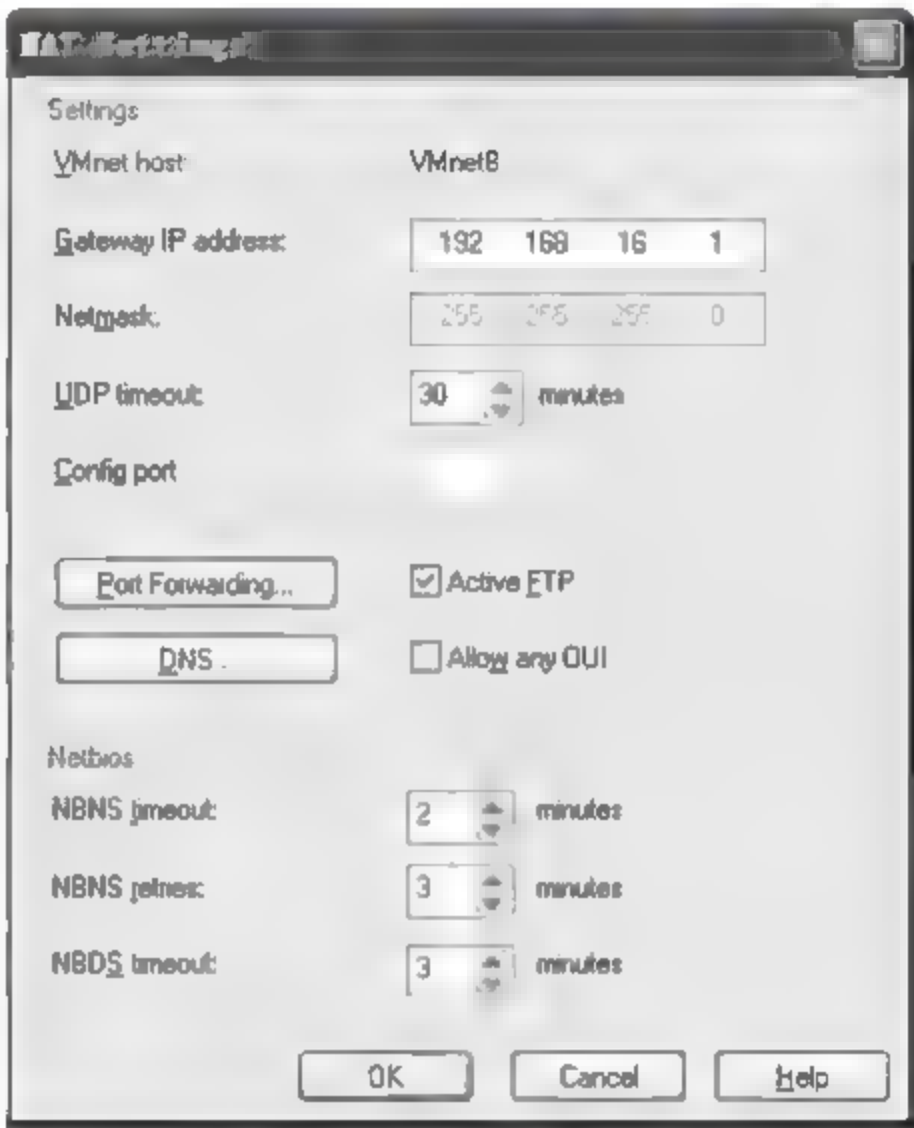 Settings
VMnet host: VMnet8
Gateway IP address: 192 168 16 1
Netmask: 255 255 255 0
UDP timeout: 30 minutes
Config port
Port Forwarding... Active FTP
DNS... Allow any OUI
Netbios
NBNS timeout: 2 minutes
NBNS retries: 3 minutes
NBDS timeout: 3 minutes
OK Cancel Help